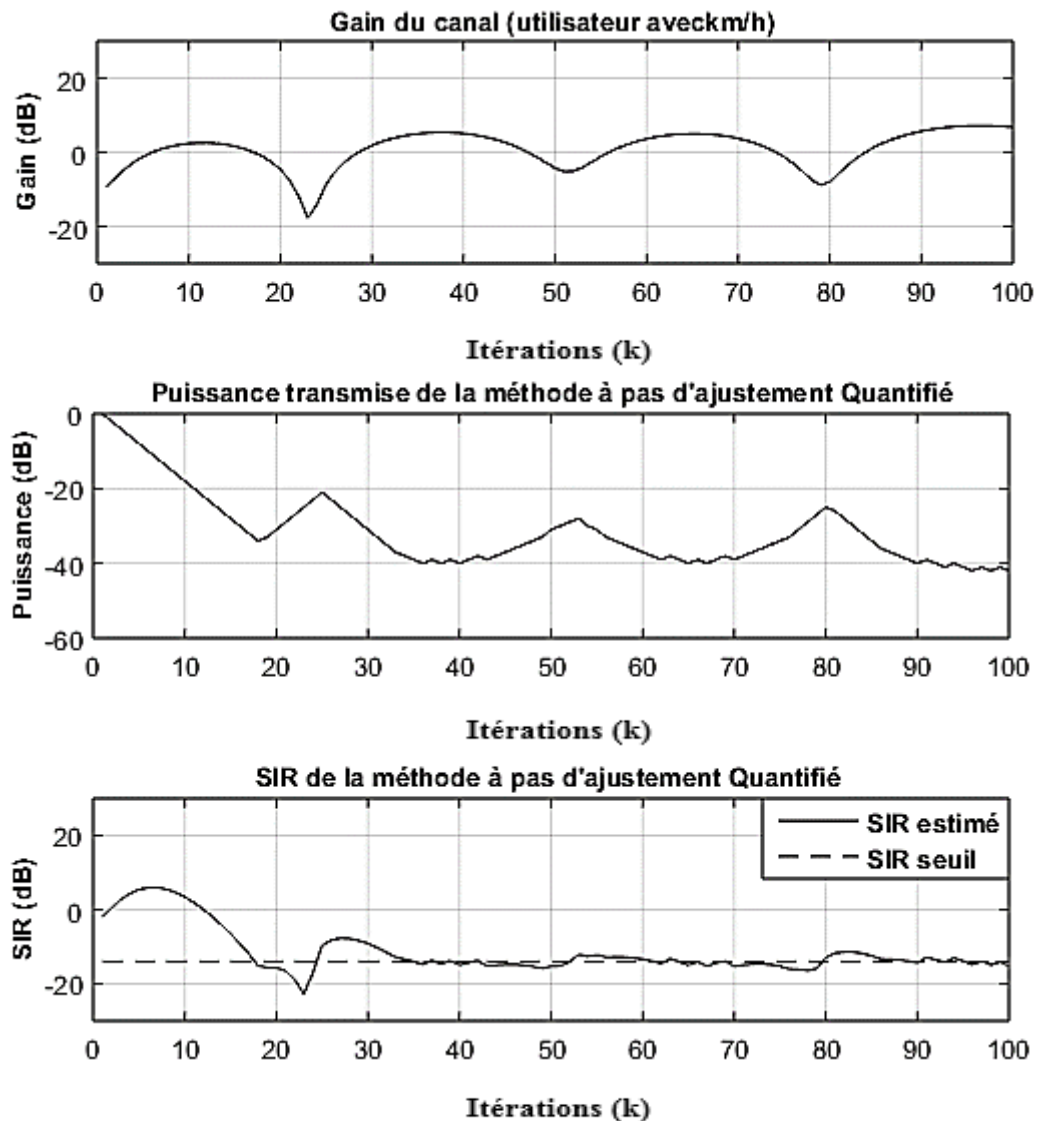 Gain du canal (utilisateur aveckm/h)
20
0
-20
Gain (dB)
0 10 20 30 40 50 60 70 80 90 100
Itérations (k)
Puissance transmise de la méthode à pas d'ajustement Quantifié
0
-20
-40
-60
Puissance (dB)
0 10 20 30 40 50 60 70 80 90 100
Itérations (k)
SIR de la méthode à pas d'ajustement Quantifié
20
0
-20
SIR (dB)
SIR estimé
SIR seuil
0 10 20 30 40 50 60 70 80 90 100
Itérations (k)